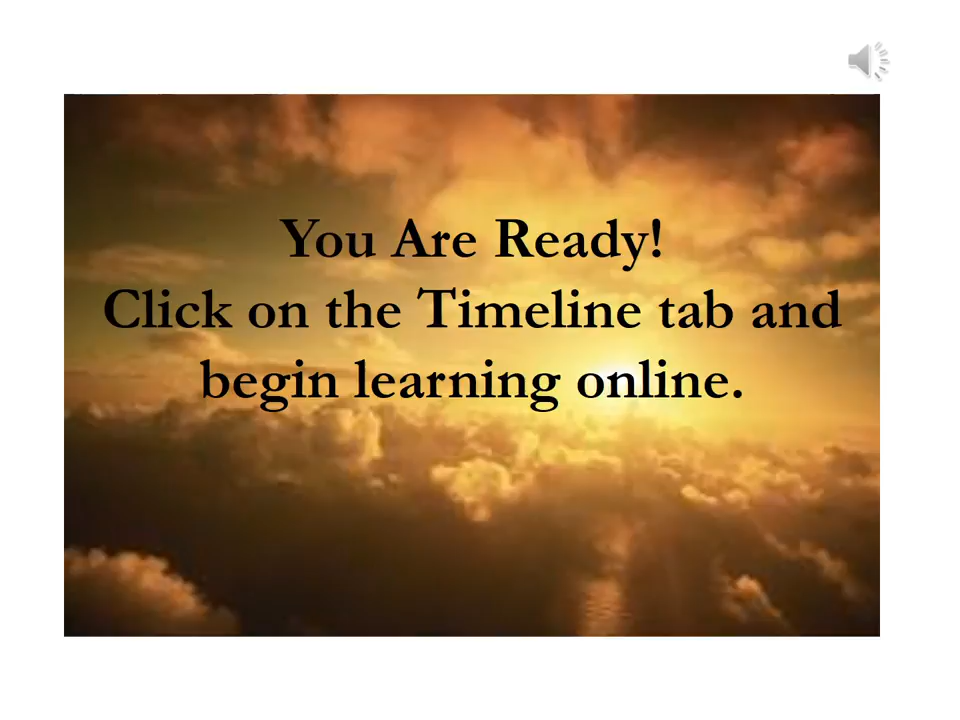 You Are Ready!
Click on the Timeline tab and
begin learning online.